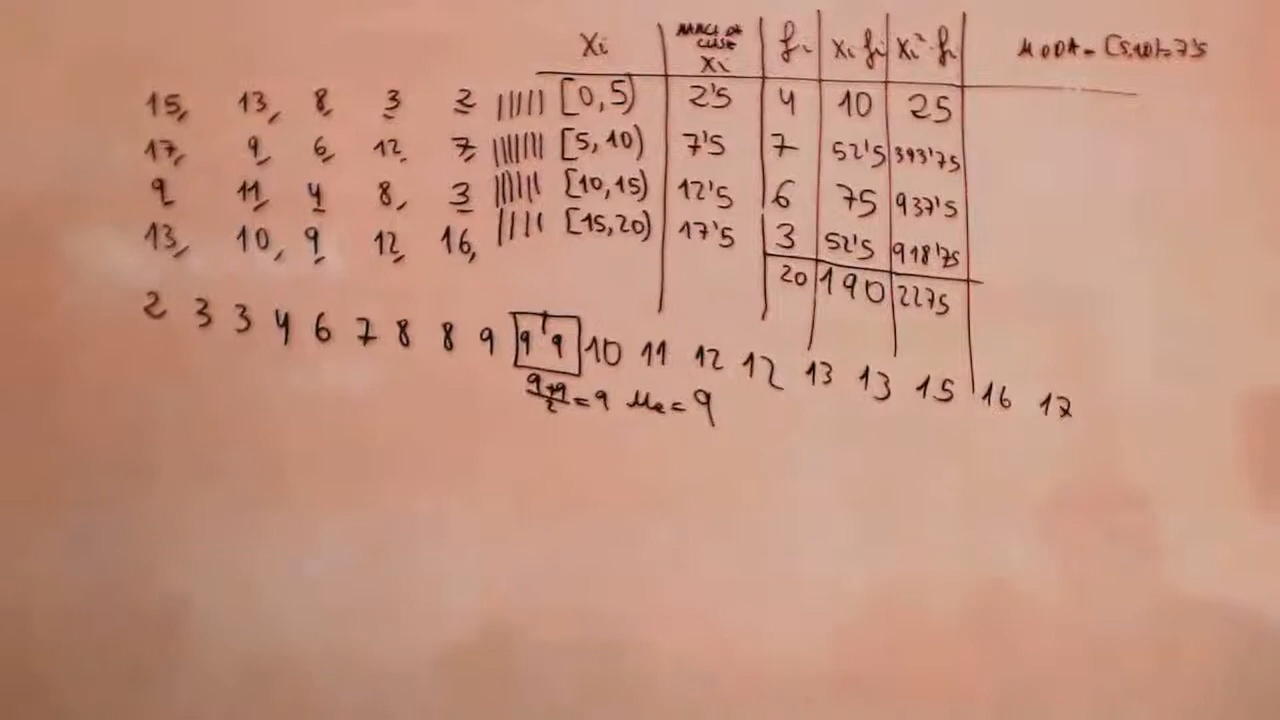 Xi MARCA DE CLASE Xi fi Xi·fi Xi²·fi MODA = [5,10)=7'5
15, 13, 8 3 2 [0,5) 2'5 4 10 25
17, 9 6 12 7 [5,10) 7'5 7 52'5 393'75
9 11 4 8, 3 [10,15) 12'5 6 75 937'5
13, 10, 9 12 16, [15,20) 17'5 3 52'5 918'75
20 190 2275
2 3 3 4 6 7 8 8 9 9 9 10 11 12 12 13 13 15 16 17
9+9/2 = 9 Me = 9